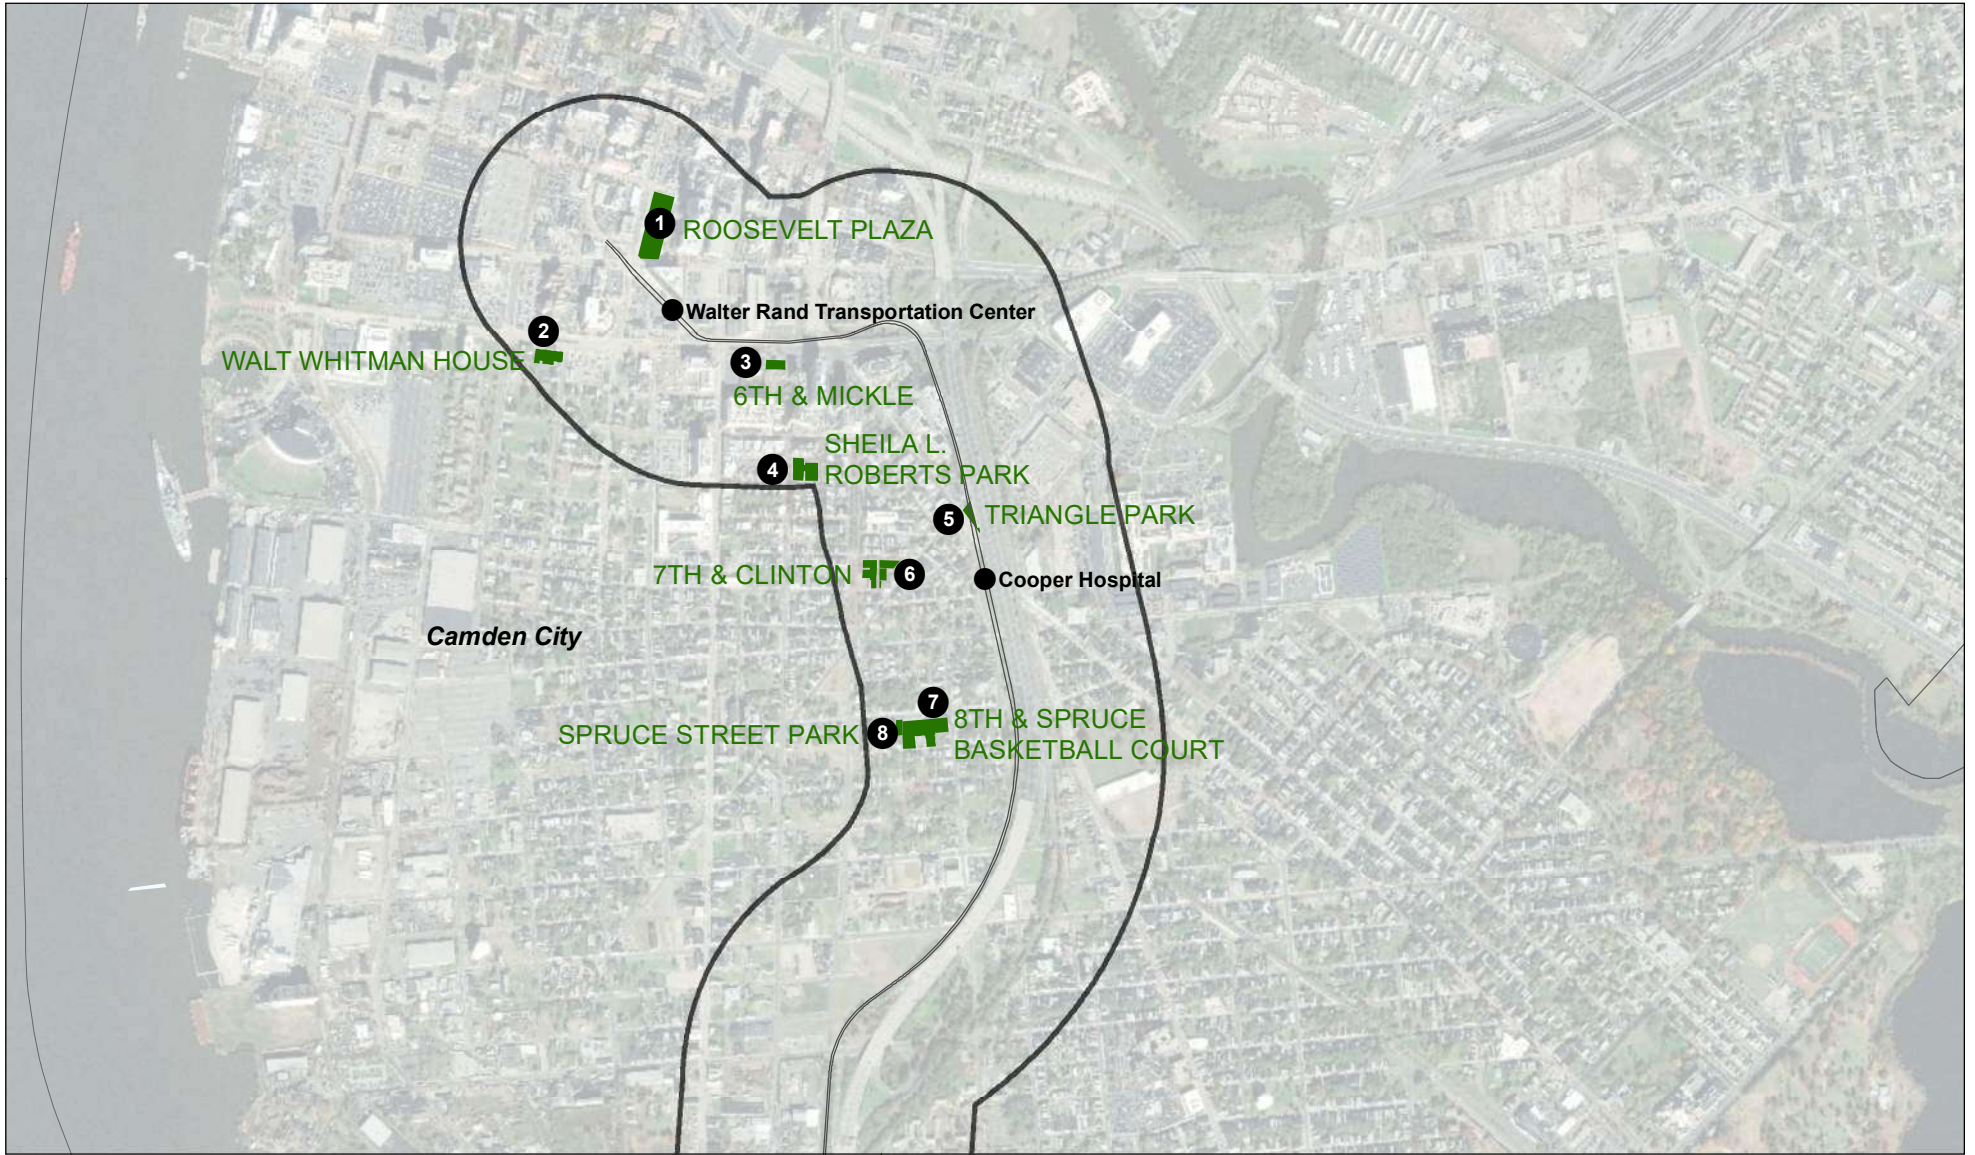 1
ROOSEVELT PLAZA
Walter Rand Transportation Center
2
WALT WHITMAN HOUSE
3
6TH & MICKLE
4
SHEILA L.
ROBERTS PARK
5
TRIANGLE PARK
7TH & CLINTON
6
Cooper Hospital
Camden City
7
8TH & SPRUCE
BASKETBALL COURT
SPRUCE STREET PARK
8